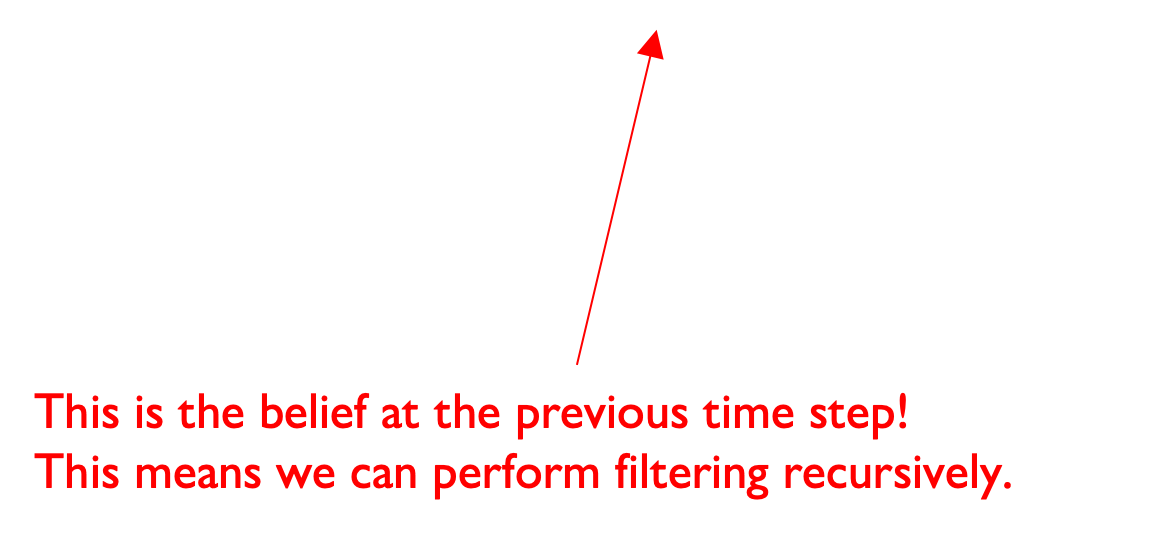 This is the belief at the previous time step!
This means we can perform filtering recursively.